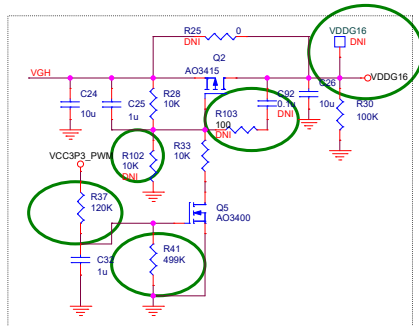 R25 0
DNI
VDDG16
DNI
Q2
AO3415
VGH
VDDG16
C24
10u
C25
1u
R28
10K
C92
0.1u
DNI
C26
10u
R30
100K
R103
100
DNI
VCC3P3_PWM
R102
10K
DNI
R33
10K
R37
120K
Q5
AO3400
C32
1u
R41
499K